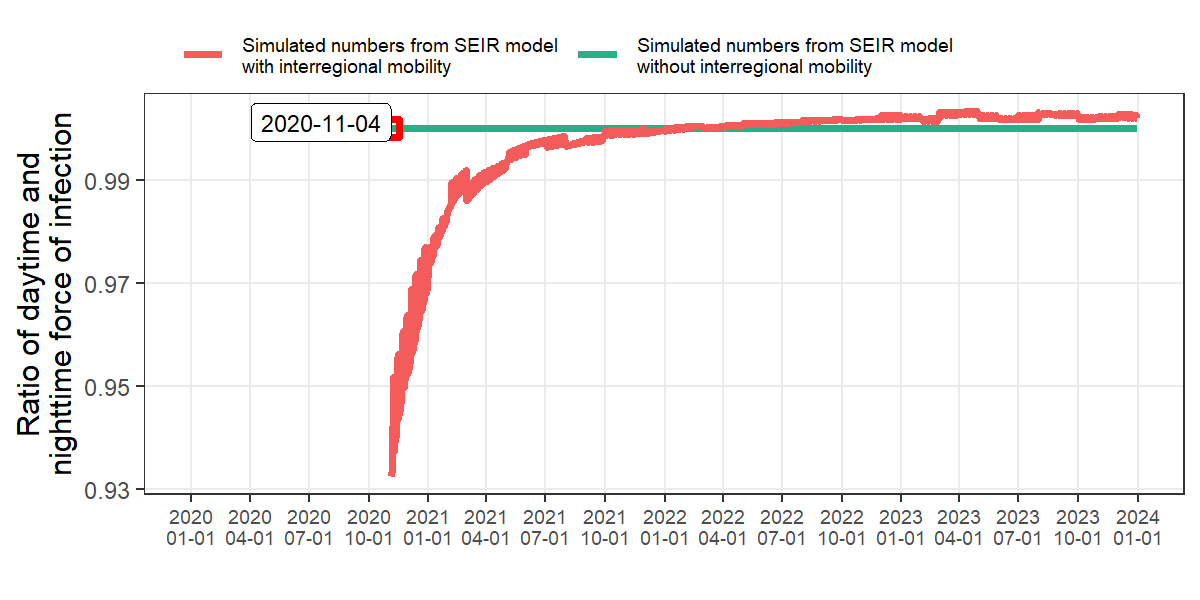 Simulated numbers from SEIR model
with interregional mobility
Simulated numbers from SEIR model
without interregional mobility
2020-11-04
Ratio of daytime and
nighttime force of infection
0.99
0.97
0.95
0.93
2020 2020 2020 2020 2021 2021 2021 2021 2022 2022 2022 2022 2023 2023 2023 2023 2024
01-01 04-01 07-01 10-01 01-01 04-01 07-01 10-01 01-01 04-01 07-01 10-01 01-01 04-01 07-01 10-01 01-01